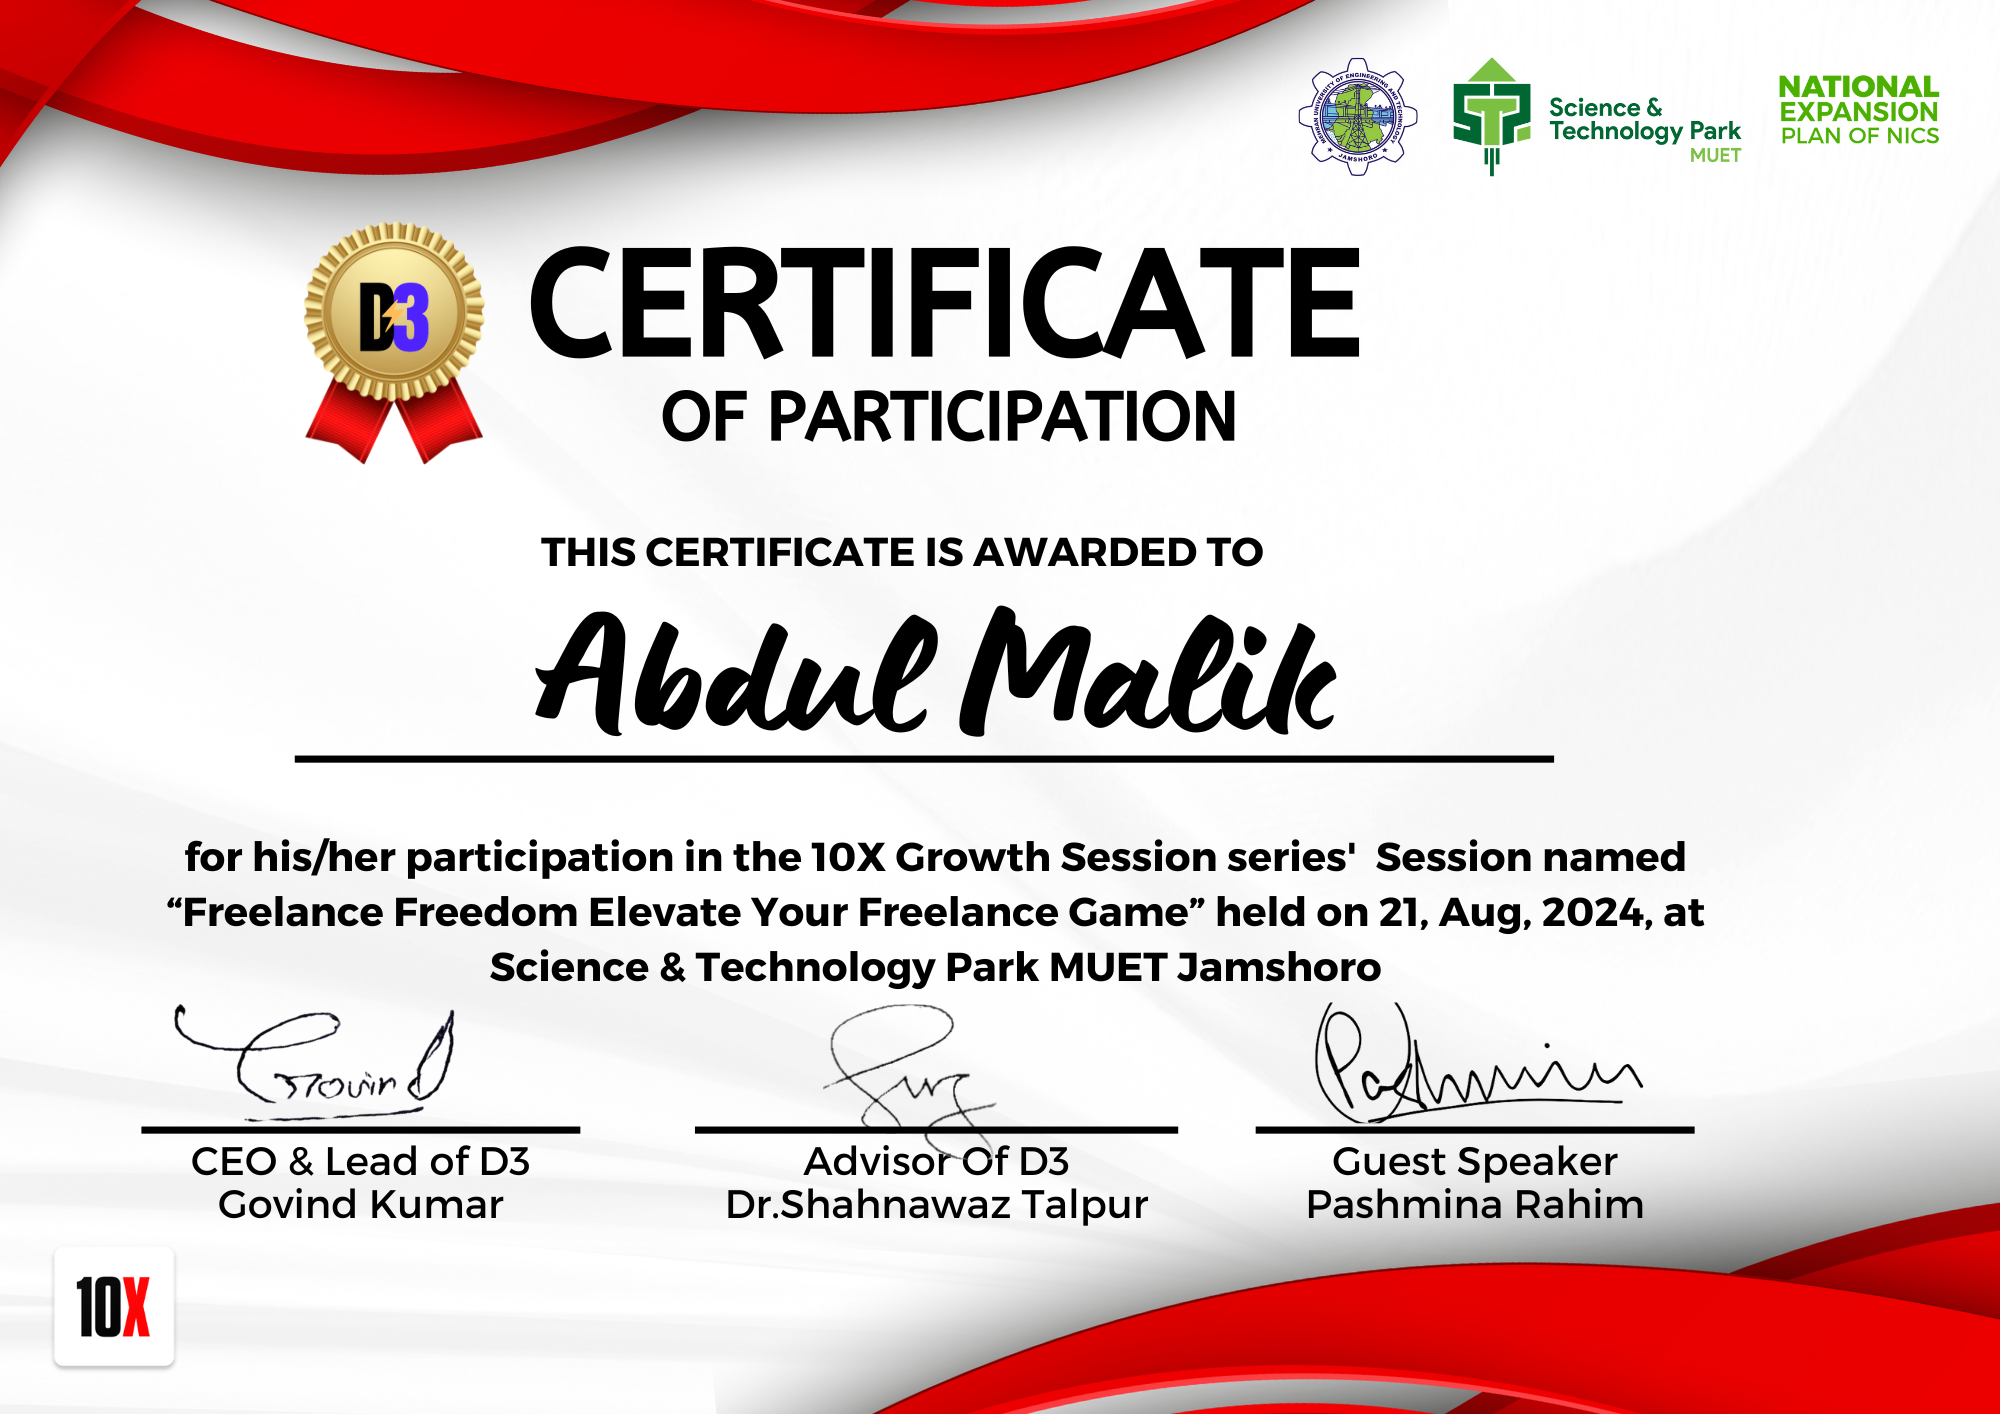 MEHRAN UNIVERSITY OF ENGINEERING AND TECHNOLOGY
JAMSHORO
STP
Science &
Technology Park
MUET
NATIONAL
EXPANSION
PLAN OF NICS
D3
CERTIFICATE
OF PARTICIPATION
THIS CERTIFICATE IS AWARDED TO
Abdul Malik
for his/her participation in the 10X Growth Session series' Session named
“Freelance Freedom Elevate Your Freelance Game” held on 21, Aug, 2024, at
Science & Technology Park MUET Jamshoro
Govind
Pashmina
CEO & Lead of D3
Govind Kumar
Advisor Of D3
Dr.Shahnawaz Talpur
Guest Speaker
Pashmina Rahim
10X